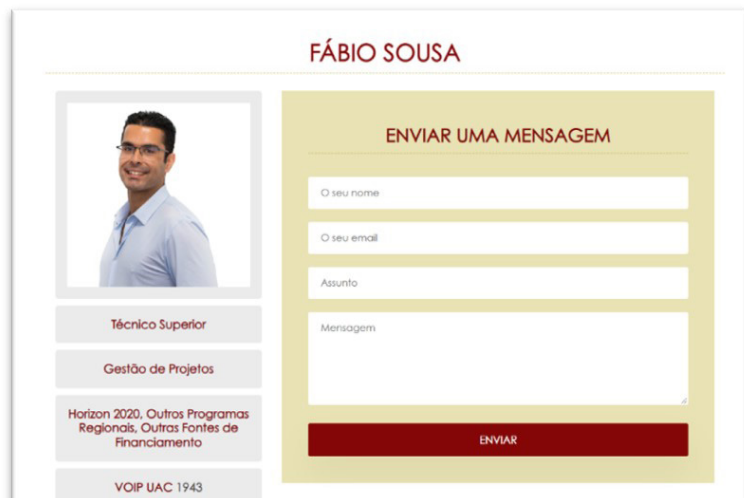 FÁBIO SOUSA
Técnico Superior
Gestão de Projetos
Horizon 2020, Outros Programas
Regionais, Outras Fontes de
Financiamento
VOIP UAC 1943
ENVIAR UMA MENSAGEM
O seu nome
O seu email
Assunto
Mensagem
ENVIAR